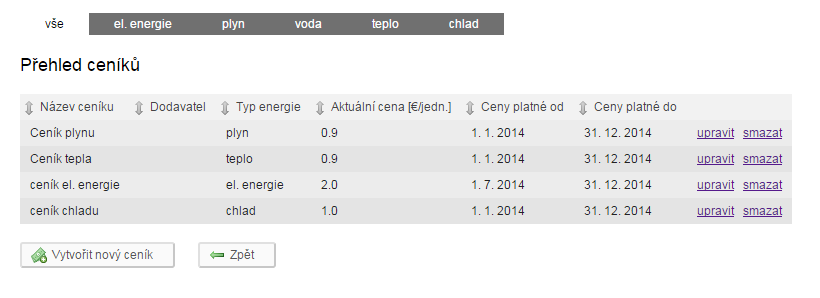 vše el. energie plyn voda teplo chlad
Přehled ceníků
Název ceníku Dodavatel Typ energie Aktuální cena [€/jedn.] Ceny platné od Ceny platné do
Ceník plynu plyn 0.9 1. 1. 2014 31. 12. 2014 upravit smazat
Ceník tepla teplo 0.9 1. 1. 2014 31. 12. 2014 upravit smazat
ceník el. energie el. energie 2.0 1. 7. 2014 31. 12. 2014 upravit smazat
ceník chladu chlad 1.0 1. 1. 2014 31. 12. 2014 upravit smazat
Vytvořit nový ceník Zpět